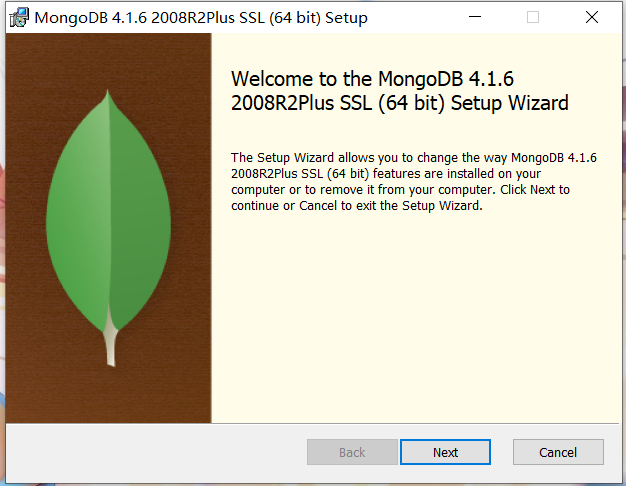 MongoDB 4.1.6 2008R2Plus SSL (64 bit) Setup
Welcome to the MongoDB 4.1.6
2008R2Plus SSL (64 bit) Setup Wizard
The Setup Wizard allows you to change the way MongoDB 4.1.6
2008R2Plus SSL (64 bit) features are installed on your
computer or to remove it from your computer. Click Next to
continue or Cancel to exit the Setup Wizard.
Back
Next
Cancel